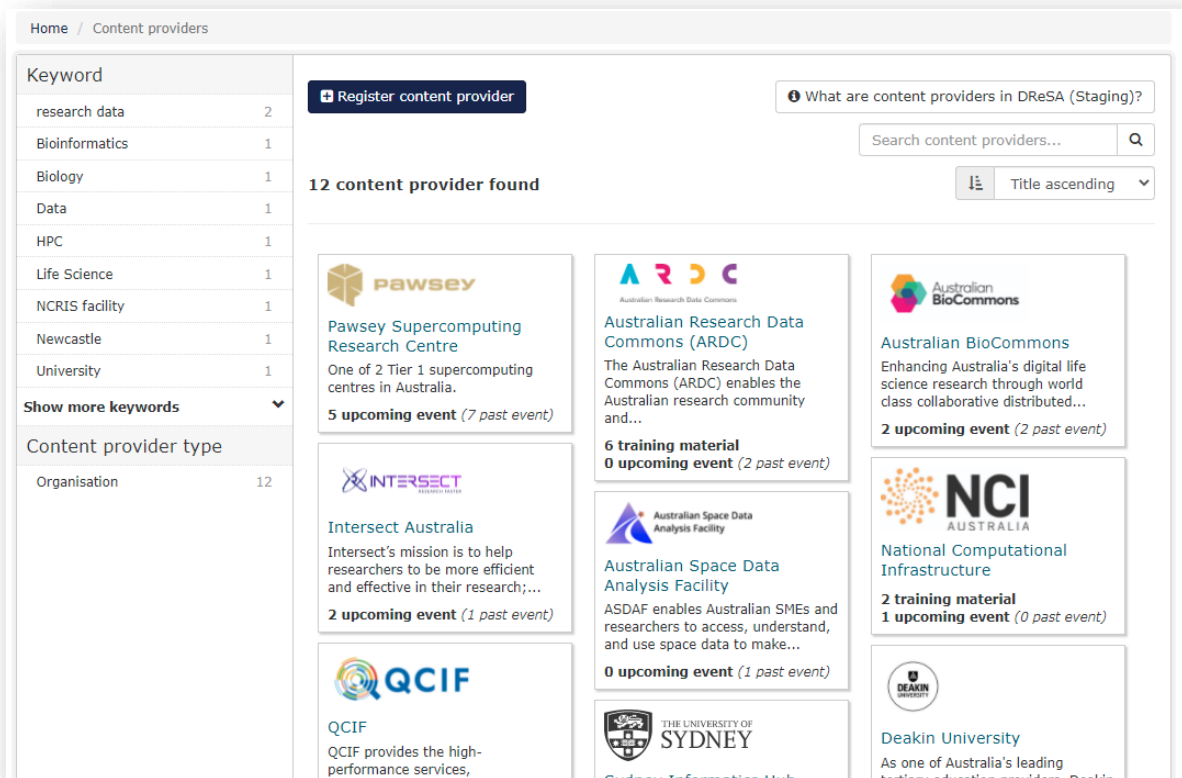 Home / Content providers
Keyword
research data 2
Bioinformatics 1
Biology 1
Data 1
HPC 1
Life Science 1
NCRIS facility 1
Newcastle 1
University 1
Show more keywords
Content provider type
Organisation 12
Register content provider
What are content providers in DReSA (Staging)?
Search content providers...
12 content provider found
Title ascending
PAWSEY
Pawsey Supercomputing
Research Centre
One of 2 Tier 1 supercomputing
centres in Australia.
5 upcoming event (7 past event)
INTERSECT
RESEARCH FASTER
Intersect Australia
Intersect’s mission is to help
researchers to be more efficient
and effective in their research;...
2 upcoming event (1 past event)
QCIF
QCIF
QCIF provides the high-
performance services,
ARDC
Australian Research Data Commons
Australian Research Data
Commons (ARDC)
The Australian Research Data
Commons (ARDC) enables the
Australian research community
and...
6 training material
0 upcoming event (2 past event)
Australian Space Data
Analysis Facility
Australian Space Data
Analysis Facility
ASDAF enables Australian SMEs and
researchers to access, understand,
and use space data to make...
0 upcoming event (1 past event)
THE UNIVERSITY OF
SYDNEY
Sydney Informatics Hub
Australian
BioCommons
Australian BioCommons
Enhancing Australia's digital life
science research through world
class collaborative distributed...
2 upcoming event (2 past event)
NCI
AUSTRALIA
National Computational
Infrastructure
2 training material
1 upcoming event (0 past event)
DEAKIN
UNIVERSITY
Deakin University
As one of Australia's leading
tertiary education providers, Deakin